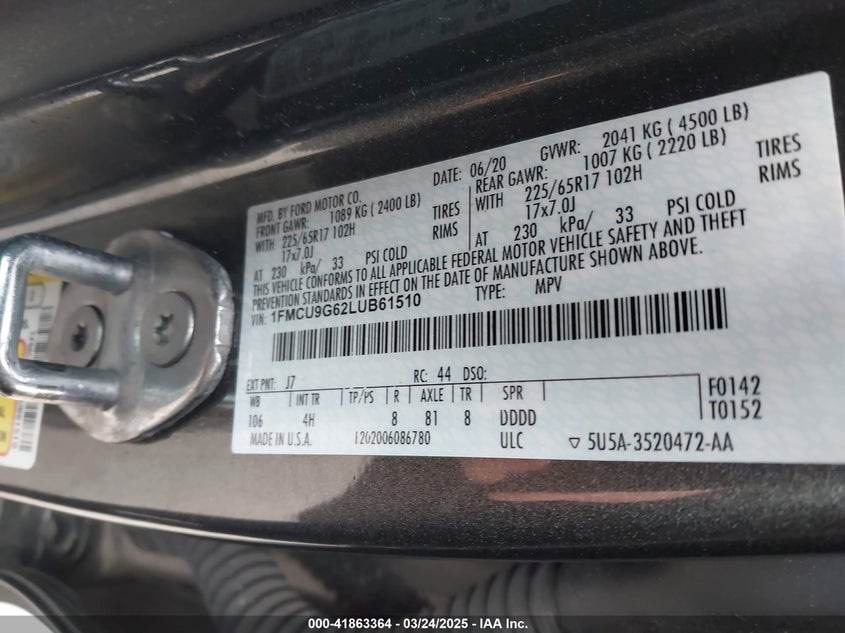 MFD. BY FORD MOTOR CO.
DATE: 06/20
GVWR: 2041 KG ( 4500 LB)
FRONT GAWR: 1089 KG ( 2400 LB)
REAR GAWR: 1007 KG ( 2220 LB)
WITH 225/65R17 102H TIRES
WITH 225/65R17 102H TIRES
17x7.0J RIMS
17x7.0J RIMS
AT 230 kPa/ 33 PSI COLD
AT 230 kPa/ 33 PSI COLD
THIS VEHICLE CONFORMS TO ALL APPLICABLE FEDERAL MOTOR VEHICLE SAFETY AND THEFT
PREVENTION STANDARDS IN EFFECT ON THE DATE OF MANUFACTURE SHOWN ABOVE.
VIN: 1FMCU9G62LUB61510
TYPE: MPV
EXT PNT: J7 RC: 44 DSO:
WB INT TR TP/PS R AXLE TR SPR
F0142
106 4H 8 81 8 DDDD
T0152
MADE IN U.S.A. 1202006086780 ULC ▽ 5U5A-3520472-AA
000-41863364 - 03/24/2025 - IAA Inc.